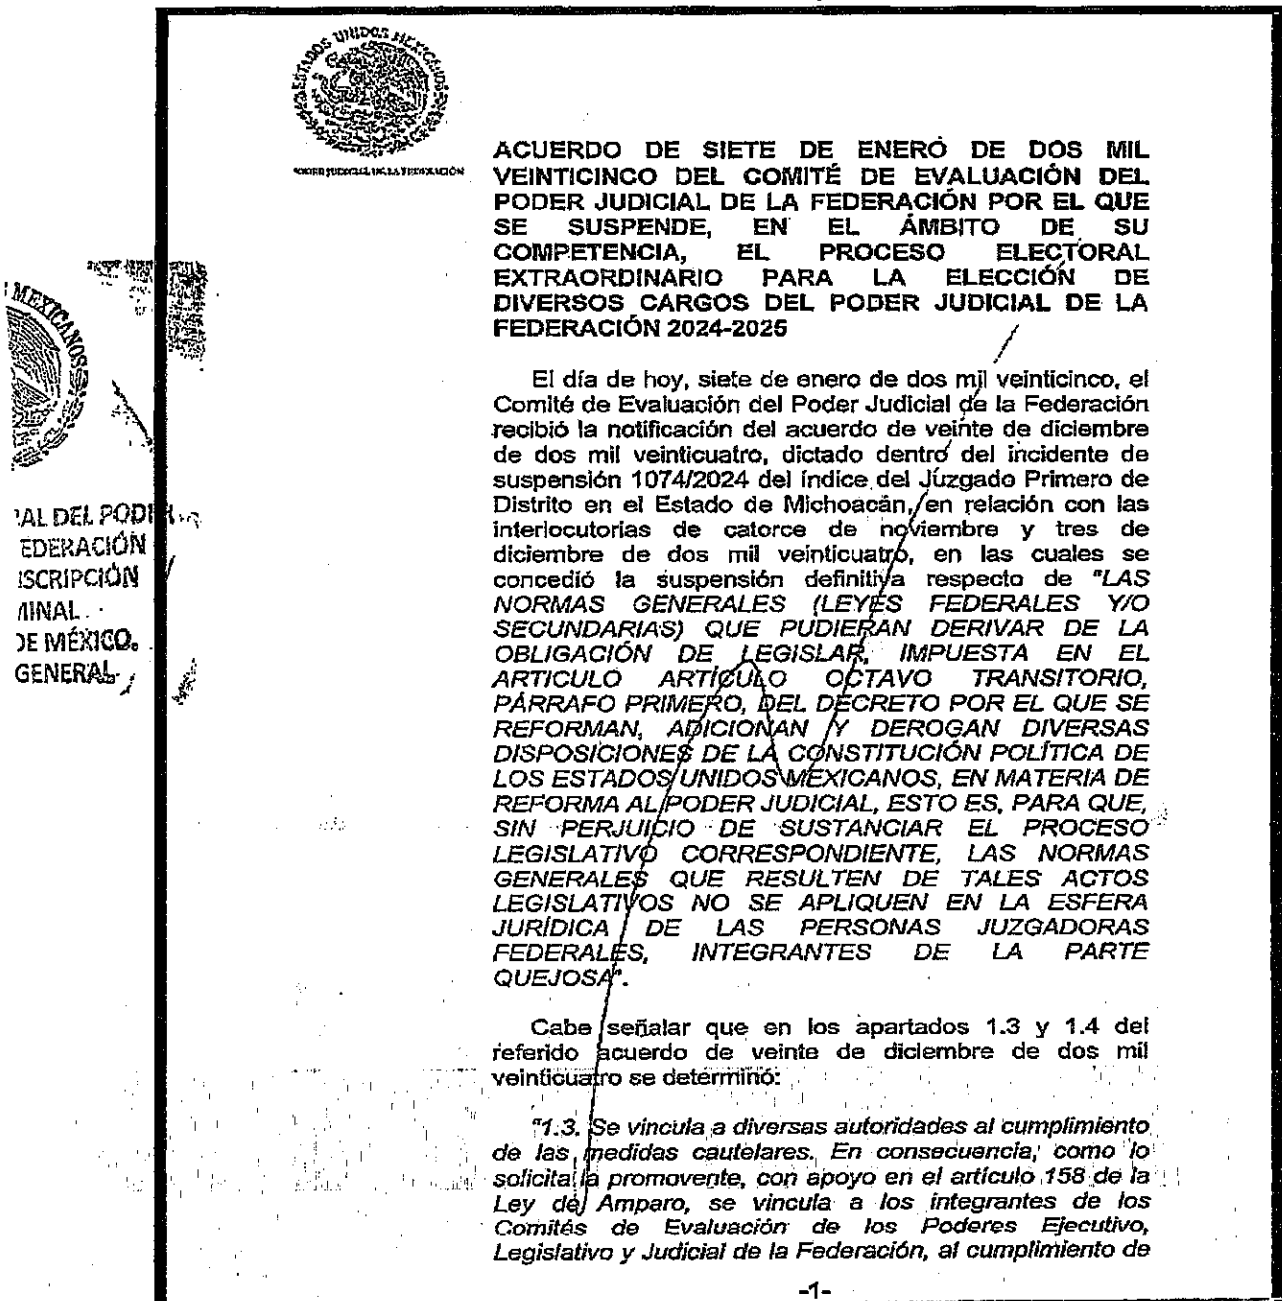 ESTADOS UNIDOS MEXICANOS
PODER JUDICIAL DE LA FEDERACIÓN
ACUERDO DE SIETE DE ENERO DE DOS MIL
VEINTICINCO DEL COMITÉ DE EVALUACIÓN DEL
PODER JUDICIAL DE LA FEDERACIÓN POR EL QUE
SE SUSPENDE, EN EL ÁMBITO DE SU
COMPETENCIA, EL PROCESO ELECTORAL
EXTRAORDINARIO PARA LA ELECCIÓN DE
DIVERSOS CARGOS DEL PODER JUDICIAL DE LA
FEDERACIÓN 2024-2025
El día de hoy, siete de enero de dos mil veinticinco, el
Comité de Evaluación del Poder Judicial de la Federación
recibió la notificación del acuerdo de veinte de diciembre
de dos mil veinticuatro, dictado dentro del incidente de
suspensión 1074/2024 del índice del Juzgado Primero de
Distrito en el Estado de Michoacán, en relación con las
interlocutorias de catorce de noviembre y tres de
diciembre de dos mil veinticuatro, en las cuales se
concedió la suspensión definitiva respecto de "LAS
NORMAS GENERALES (LEYES FEDERALES Y/O
SECUNDARIAS) QUE PUDIERAN DERIVAR DE LA
OBLIGACIÓN DE LEGISLAR, IMPUESTA EN EL
ARTICULO ARTÍCULO OCTAVO TRANSITORIO,
PÁRRAFO PRIMERO, DEL DECRETO POR EL QUE SE
REFORMAN, ADICIONAN Y DEROGAN DIVERSAS
DISPOSICIONES DE LA CONSTITUCIÓN POLÍTICA DE
LOS ESTADOS UNIDOS MEXICANOS, EN MATERIA DE
REFORMA AL PODER JUDICIAL, ESTO ES, PARA QUE,
SIN PERJUICIO DE SUSTANCIAR EL PROCESO
LEGISLATIVO CORRESPONDIENTE, LAS NORMAS
GENERALES QUE RESULTEN DE TALES ACTOS
LEGISLATIVOS NO SE APLIQUEN EN LA ESFERA
JURÍDICA DE LAS PERSONAS JUZGADORAS
FEDERALES, INTEGRANTES DE LA PARTE
QUEJOSA".
Cabe señalar que en los apartados 1.3 y 1.4 del
referido acuerdo de veinte de diciembre de dos mil
veinticuatro se determinó:
"1.3. Se vincula a diversas autoridades al cumplimiento
de las medidas cautelares. En consecuencia, como lo
solicita la promovente, con apoyo en el artículo 158 de la
Ley de Amparo, se vincula a los integrantes de los
Comités de Evaluación de los Poderes Ejecutivo,
Legislativo y Judicial de la Federación, al cumplimiento de
-1-
MEXICANOS
AL DEL PODER
EDERACIÓN
ISCRIPCIÓN
MINAL
DE MÉXICO.
GENERAL